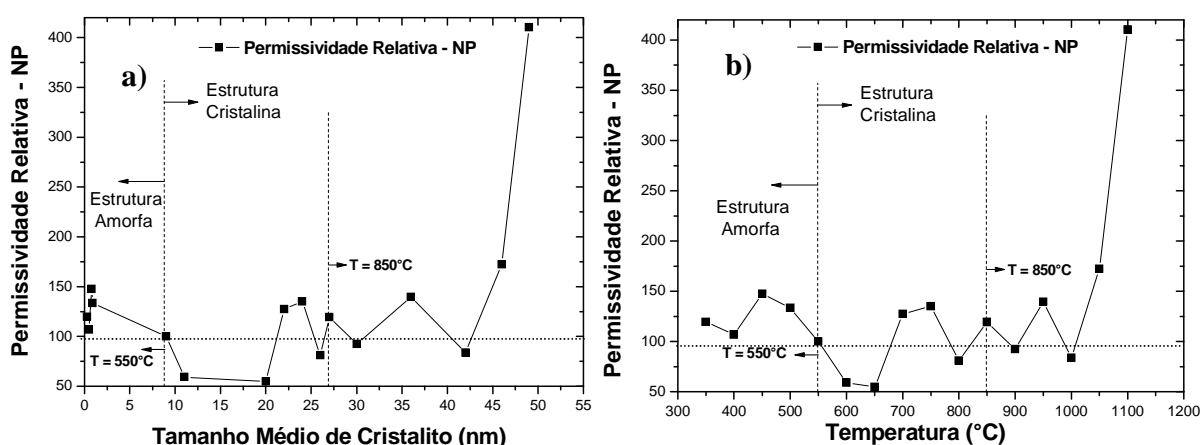 400
350
300
250
200
150
100
50
0
5
10
15
20
25
30
35
40
45
50
55
Permissividade Relativa - NP
Tamanho Médio de Cristalito (nm)
Permissividade Relativa - NP
a)
Estrutura
Cristalina
Estrutura
Amorfa
T = 850°C
T = 550°C
400
350
300
250
200
150
100
50
300
400
500
600
700
800
900
1000
1100
1200
Permissividade Relativa - NP
Temperatura (°C)
Permissividade Relativa - NP
b)
Estrutura
Cristalina
Estrutura
Amorfa
T = 850°C
T = 550°C